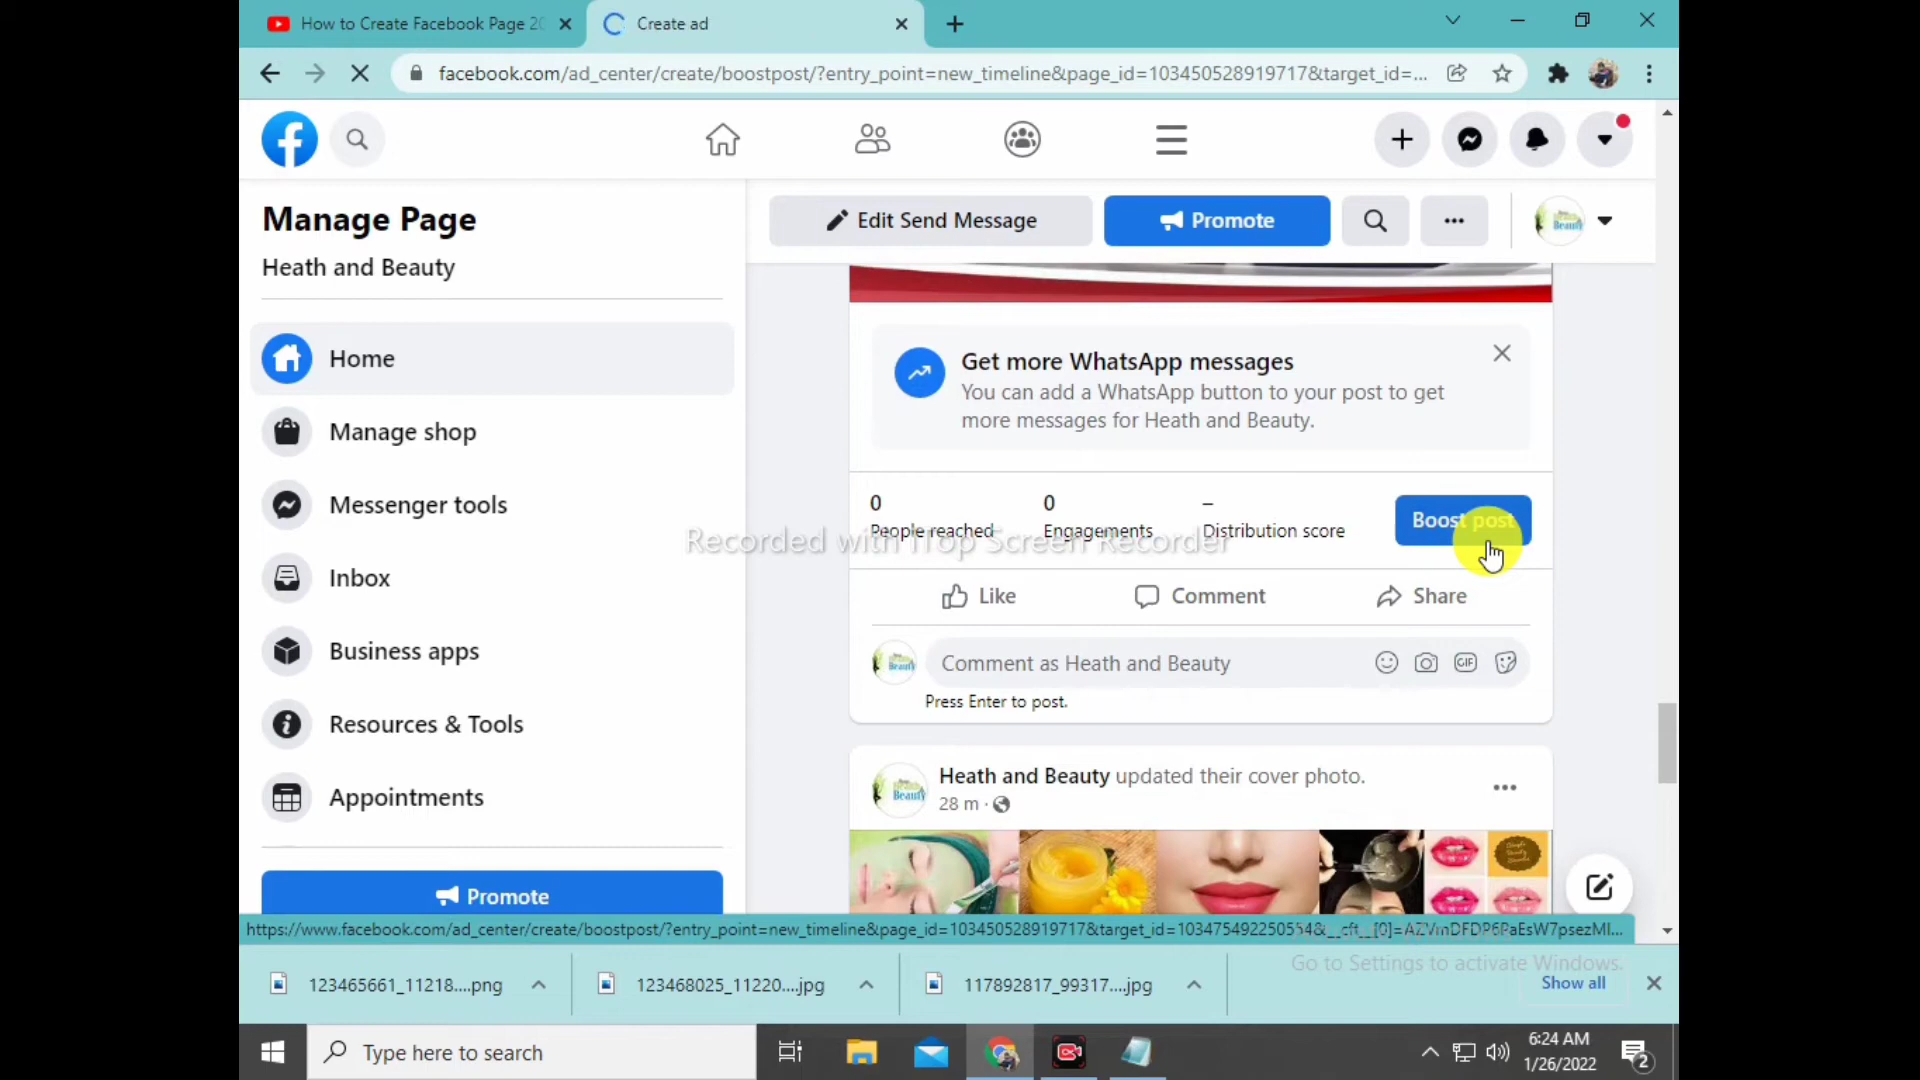 How to Create Facebook Page 20
Create ad
facebook.com/ad_center/create/boostpost/?entry_point=new_timeline&page_id=103450528919717&target_id=...
Manage Page
Heath and Beauty
Edit Send Message
Promote
Home
Manage shop
Messenger tools
Inbox
Business apps
Resources & Tools
Appointments
Promote
Get more WhatsApp messages
You can add a WhatsApp button to your post to get
more messages for Heath and Beauty.
0
People reached
0
Engagements
–
Distribution score
Boost post
Recorded with iTop Screen Recorder
Like
Comment
Share
Comment as Heath and Beauty
GIF
Press Enter to post.
Heath and Beauty updated their cover photo.
28 m ·
https://www.facebook.com/ad_center/create/boostpost/?entry_point=new_timeline&page_id=103450528919717&target_id=103475492250554&
Go to Settings to activate Windows.
123465661_11218....png
123468025_11220....jpg
117892817_99317....jpg
Show all
Type here to search
6:24 AM
1/26/2022
2